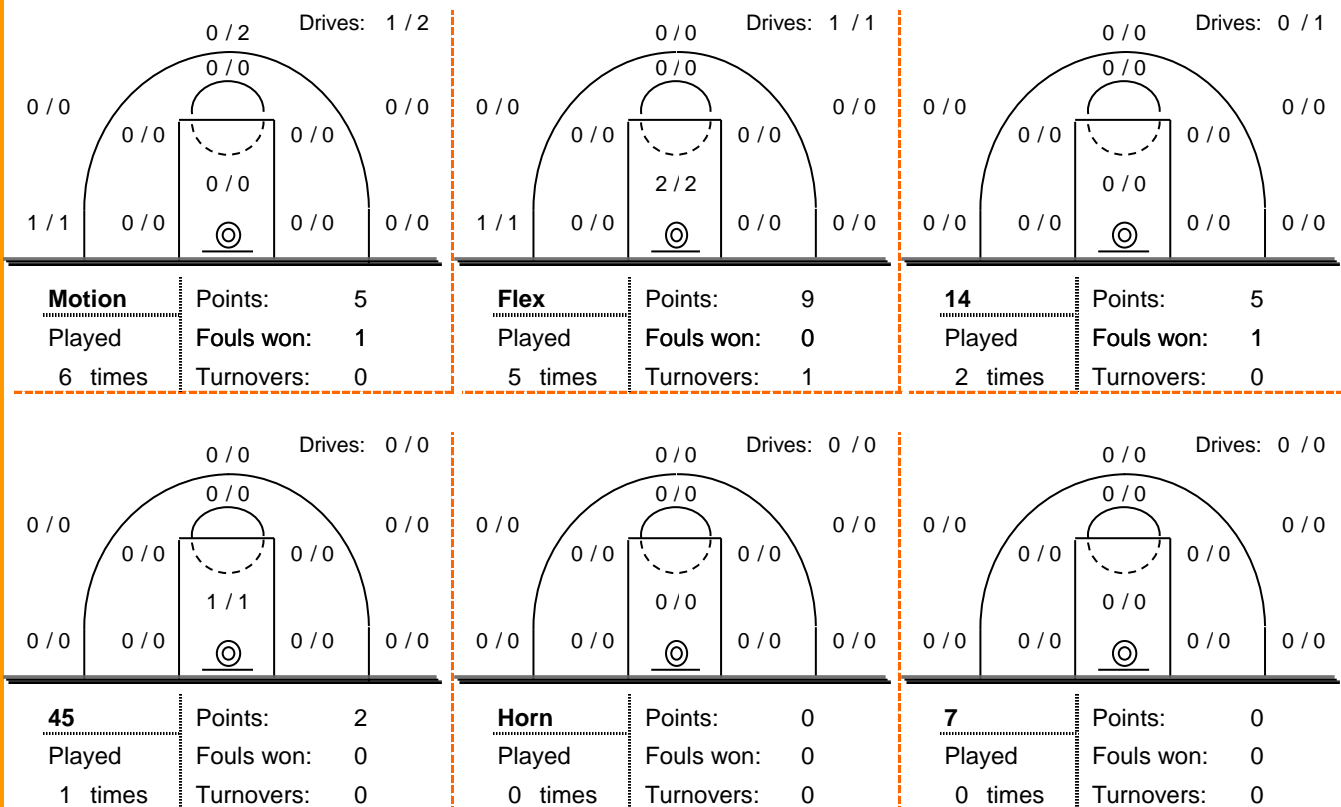 0 / 2 Drives: 1 / 2
0 / 0
0 / 0 0 / 0
0 / 0 0 / 0
0 / 0
1 / 1 0 / 0 0 / 0 0 / 0
Motion Points: 5
Played Fouls won: 1
6 times Turnovers: 0
0 / 0 Drives: 1 / 1
0 / 0
0 / 0 0 / 0
0 / 0 0 / 0
2 / 2
1 / 1 0 / 0 0 / 0 0 / 0
Flex Points: 9
Played Fouls won: 0
5 times Turnovers: 1
0 / 0 Drives: 0 / 1
0 / 0
0 / 0 0 / 0
0 / 0 0 / 0
0 / 0
0 / 0 0 / 0 0 / 0 0 / 0
14 Points: 5
Played Fouls won: 1
2 times Turnovers: 0
0 / 0 Drives: 0 / 0
0 / 0
0 / 0 0 / 0
0 / 0 0 / 0
1 / 1
0 / 0 0 / 0 0 / 0 0 / 0
45 Points: 2
Played Fouls won: 0
1 times Turnovers: 0
0 / 0 Drives: 0 / 0
0 / 0
0 / 0 0 / 0
0 / 0 0 / 0
0 / 0
0 / 0 0 / 0 0 / 0 0 / 0
Horn Points: 0
Played Fouls won: 0
0 times Turnovers: 0
0 / 0 Drives: 0 / 0
0 / 0
0 / 0 0 / 0
0 / 0 0 / 0
0 / 0
0 / 0 0 / 0 0 / 0 0 / 0
7 Points: 0
Played Fouls won: 0
0 times Turnovers: 0